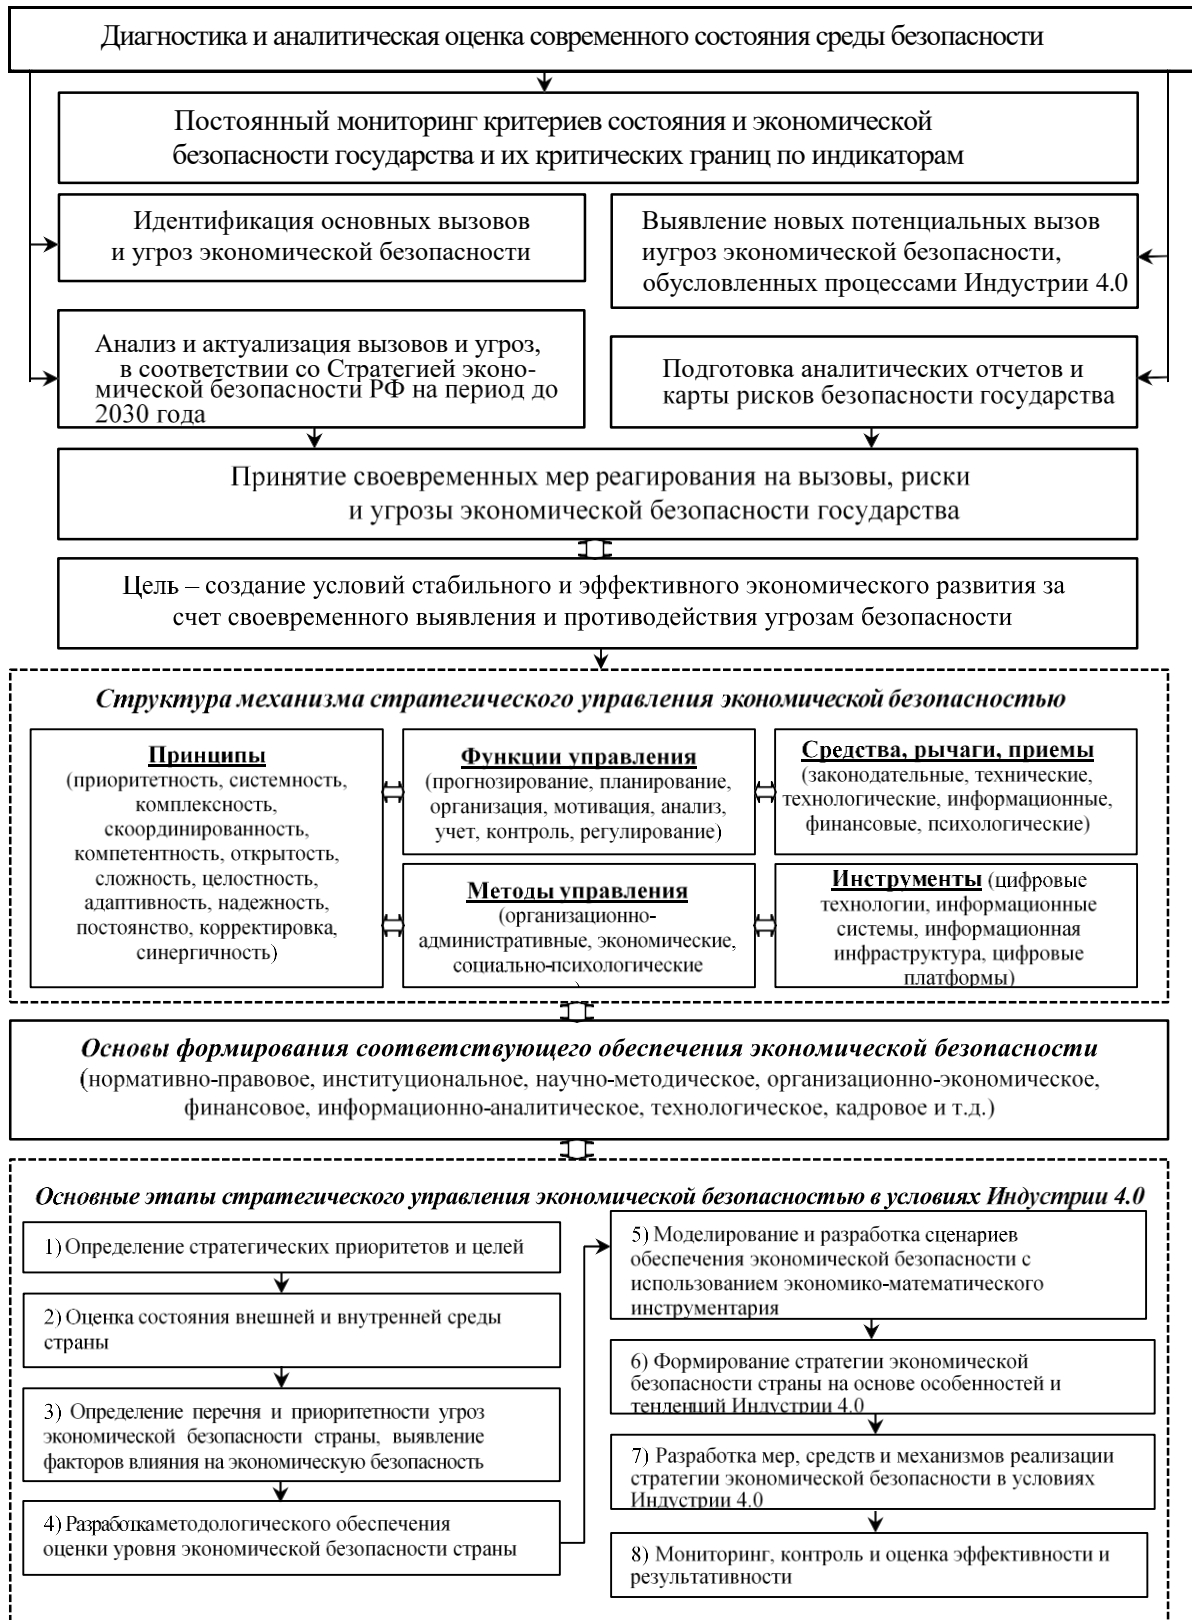 Диагностика и аналитическая оценка современного состояния среды безопасности
Постоянный мониторинг критериев состояния и экономической
безопасности государства и их критических границ по индикаторам
Идентификация основных вызовов
и угроз экономической безопасности
Выявление новых потенциальных вызов
иугроз экономической безопасности,
обусловленных процессами Индустрии 4.0
Анализ и актуализация вызовов и угроз,
в соответствии со Стратегией эконо-
мической безопасности РФ на период до
2030 года
Подготовка аналитических отчетов и
карты рисков безопасности государства
Принятие своевременных мер реагирования на вызовы, риски
и угрозы экономической безопасности государства
Цель – создание условий стабильного и эффективного экономического развития за
счет своевременного выявления и противодействия угрозам безопасности
Структура механизма стратегического управления экономической безопасностью
Принципы
(приоритетность, системность,
комплексность,
скоординированность,
компетентность, открытость,
сложность, целостность,
адаптивность, надежность,
постоянство, корректировка,
синергичность)
Функции управления
(прогнозирование, планирование,
организация, мотивация, анализ,
учет, контроль, регулирование)
Средства, рычаги, приемы
(законодательные, технические,
технологические, информационные,
финансовые, психологические)
Методы управления
(организационно-
административные, экономические,
социально-психологические
)
Инструменты (цифровые
технологии, информационные
системы, информационная
инфраструктура, цифровые
платформы)
Основы формирования соответствующего обеспечения экономической безопасности
(нормативно-правовое, институциональное, научно-методическое, организационно-экономическое,
финансовое, информационно-аналитическое, технологическое, кадровое и т.д.)
Основные этапы стратегического управления экономической безопасностью в условиях Индустрии 4.0
1) Определение стратегических приоритетов и целей
2) Оценка состояния внешней и внутренней среды
страны
3) Определение перечня и приоритетности угроз
экономической безопасности страны, выявление
факторов влияния на экономическую безопасность
4) Разработка методологического обеспечения
оценки уровня экономической безопасности страны
5) Моделирование и разработка сценариев
обеспечения экономической безопасности с
использованием экономико-математического
инструментария
6) Формирование стратегии экономической
безопасности страны на основе особенностей и
тенденций Индустрии 4.0
7) Разработка мер, средств и механизмов реализации
стратегии экономической безопасности в условиях
Индустрии 4.0
8) Мониторинг, контроль и оценка эффективности и
результативности